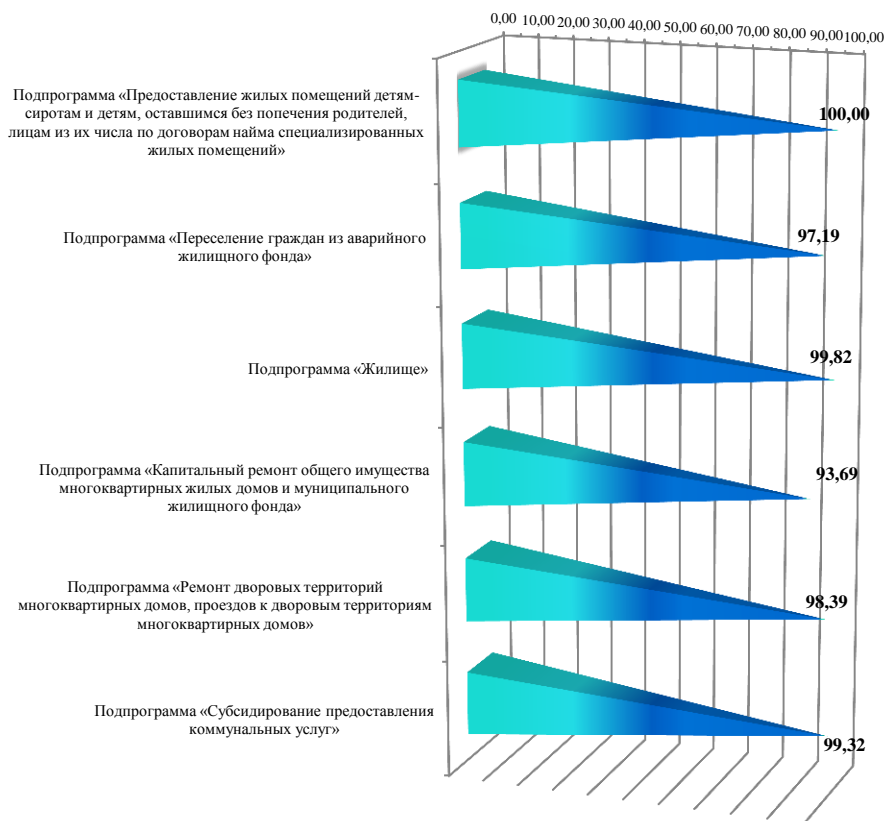 0,00 10,00 20,00 30,00 40,00 50,00 60,00 70,00 80,00 90,00 100,00
Подпрограмма «Предоставление жилых помещений детям-
сиротам и детям, оставшимся без попечения родителей,
лицам из их числа по договорам найма специализированных
жилых помещений»
100,00
Подпрограмма «Переселение граждан из аварийного
жилищного фонда»
97,19
Подпрограмма «Жилище»
99,82
Подпрограмма «Капитальный ремонт общего имущества
многоквартирных жилых домов и муниципального
жилищного фонда»
93,69
Подпрограмма «Ремонт дворовых территорий
многоквартирных домов, проездов к дворовым территориям
многоквартирных домов»
98,39
Подпрограмма «Субсидирование предоставления
коммунальных услуг»
99,32